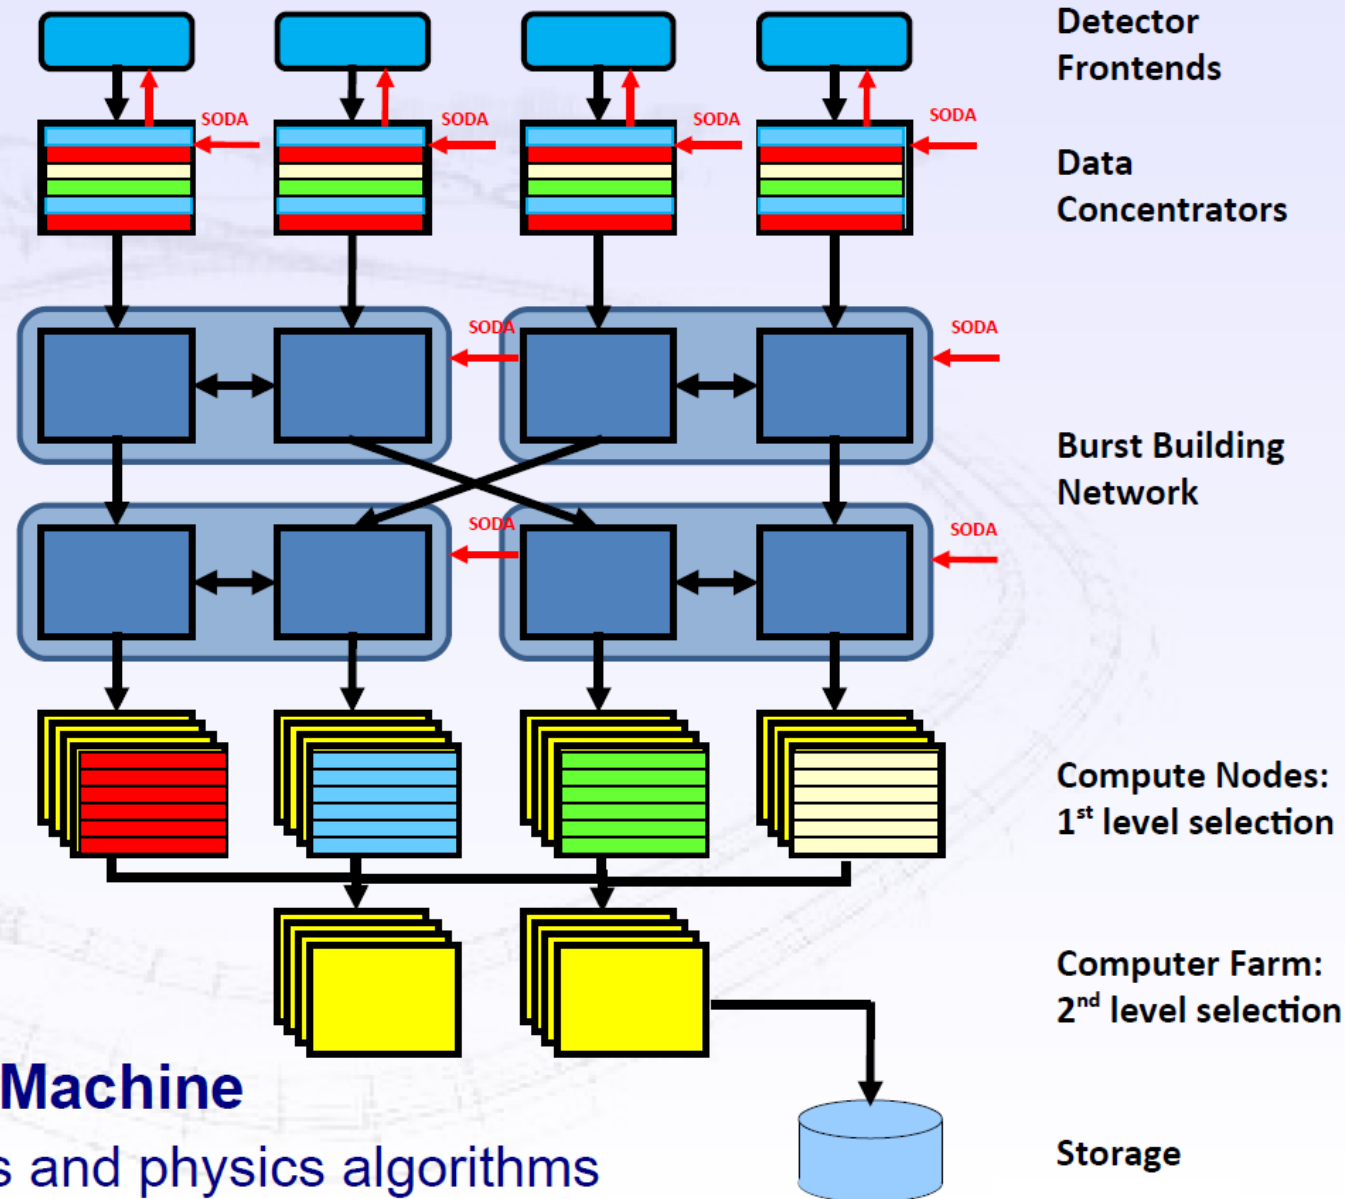 Detector
Frontends
SODA
SODA
SODA
SODA
Data
Concentrators
SODA
SODA
Burst Building
Network
SODA
SODA
Compute Nodes:
1st level selection
Computer Farm:
2nd level selection
Machine
s and physics algorithms
Storage